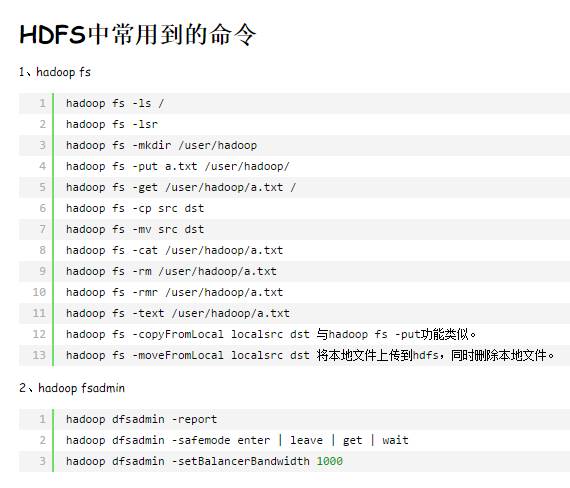 HDFS中常用到的命令
1、hadoop fs
1 hadoop fs -ls /
2 hadoop fs -lsr
3 hadoop fs -mkdir /user/hadoop
4 hadoop fs -put a.txt /user/hadoop/
5 hadoop fs -get /user/hadoop/a.txt /
6 hadoop fs -cp src dst
7 hadoop fs -mv src dst
8 hadoop fs -cat /user/hadoop/a.txt
9 hadoop fs -rm /user/hadoop/a.txt
10 hadoop fs -rmr /user/hadoop/a.txt
11 hadoop fs -text /user/hadoop/a.txt
12 hadoop fs -copyFromLocal localsrc dst 与hadoop fs -put功能类似。
13 hadoop fs -moveFromLocal localsrc dst 将本地文件上传到hdfs，同时删除本地文件。
2、hadoop fsadmin
1 hadoop dfsadmin -report
2 hadoop dfsadmin -safemode enter | leave | get | wait
3 hadoop dfsadmin -setBalancerBandwidth 1000